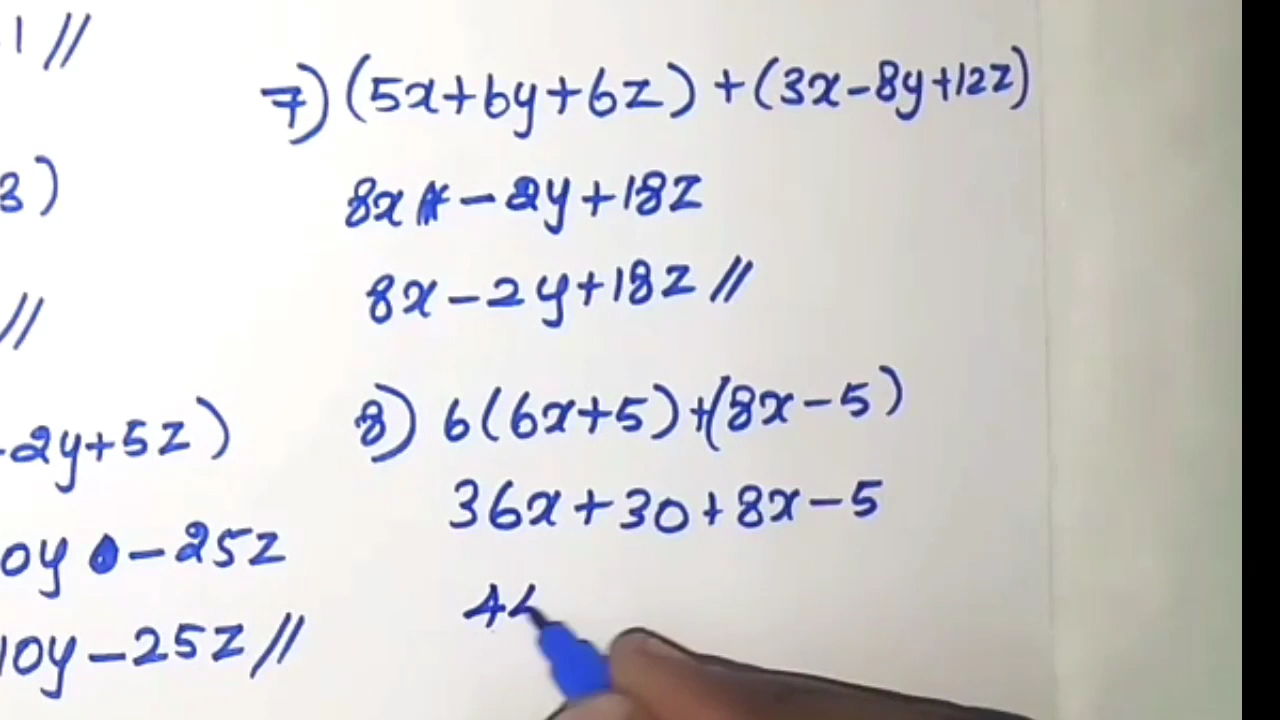 1 //
3)
//
-2y+5z)
0y -25z
10y-25z //
7) (5x+6y+6z) + (3x-8y+12z)
8x -2y+18z
8x-2y+18z //
8) 6(6x+5)+(8x-5)
36x+30+8x-5
44